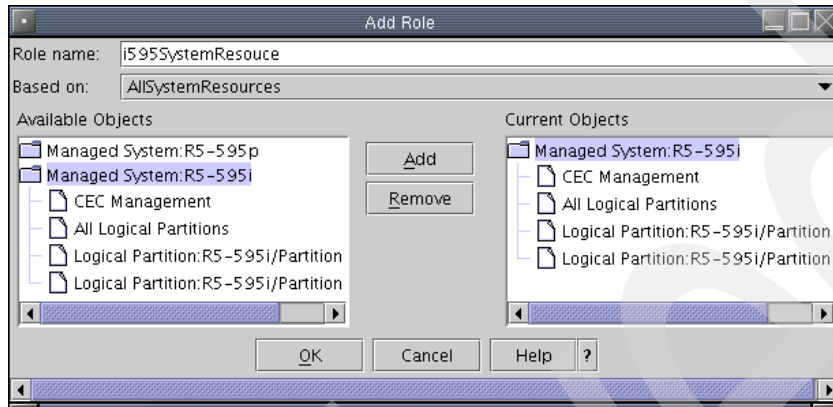 Add Role
Role name: i595SystemResouce
Based on: AllSystemResources
Available Objects
Managed System:R5-595p
Managed System:R5-595i
CEC Management
All Logical Partitions
Logical Partition:R5-595i/Partition
Logical Partition:R5-595i/Partition
Add
Remove
Current Objects
Managed System:R5-595i
CEC Management
All Logical Partitions
Logical Partition:R5-595i/Partition
Logical Partition:R5-595i/Partition
OK Cancel Help ?